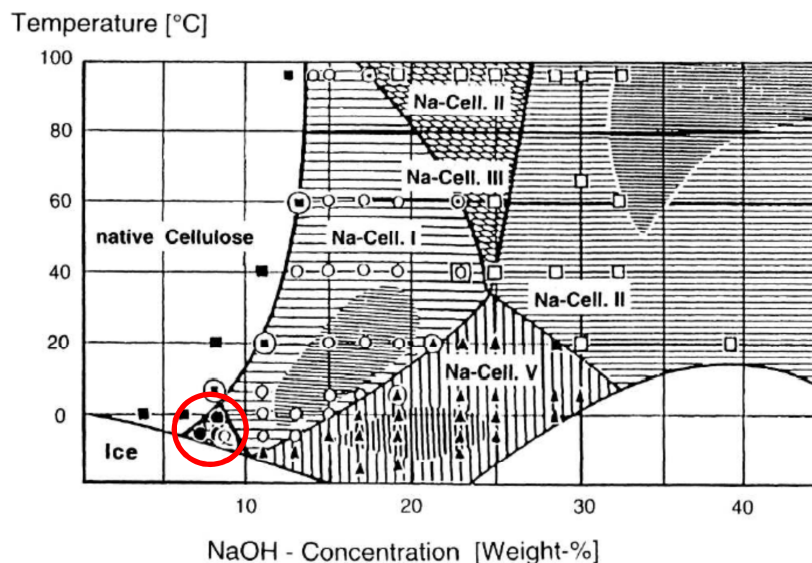 Temperature [°C]
100
80
60
40
20
0
Na-Cell. II
Na-Cell. III
native Cellulose
Na-Cell. I
Na-Cell. II
Na-Cell. V
Ice
10
20
30
40
NaOH - Concentration [Weight-%]